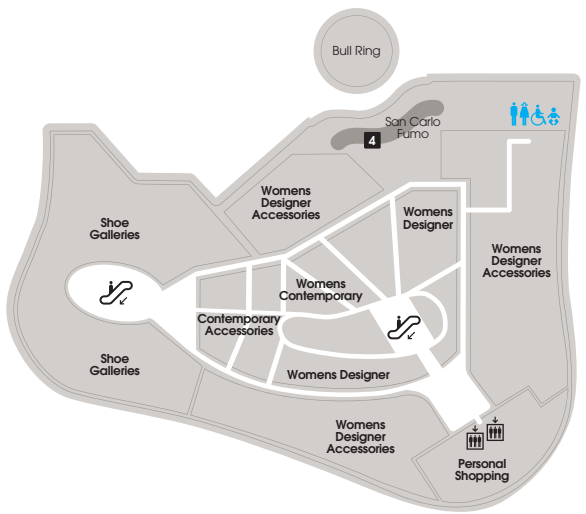 Bull Ring
San Carlo
Fumo
4
Womens
Designer
Accessories
Womens
Designer
Shoe
Galleries
Womens
Designer
Accessories
Womens
Contemporary
Contemporary
Accessories
Shoe
Galleries
Womens Designer
Womens
Designer
Accessories
Personal
Shopping